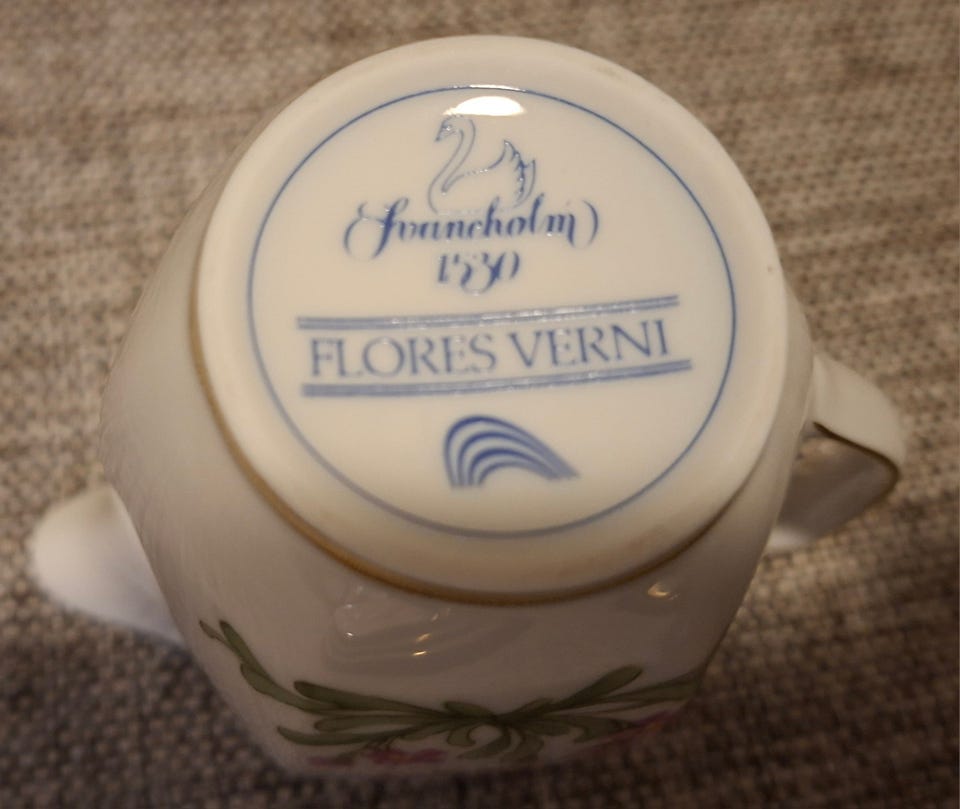 Svaneholm
1530
FLORES VERNI